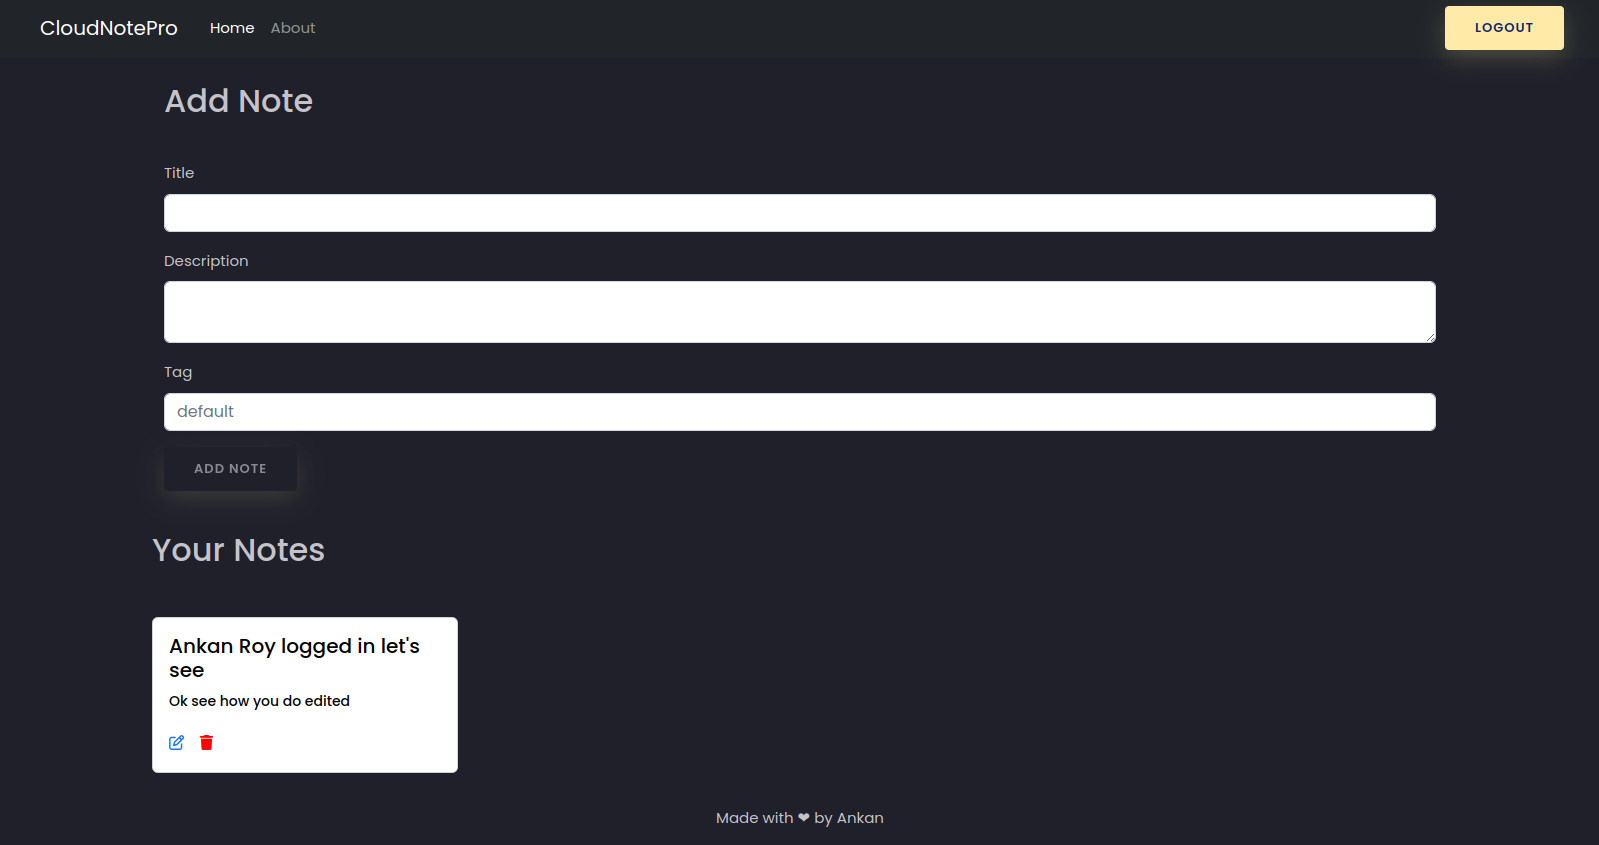 CloudNotePro Home About LOGOUT
Add Note
Title
Description
Tag
default
ADD NOTE
Your Notes
Ankan Roy logged in let's
see
Ok see how you do edited
Made with ❤ by Ankan